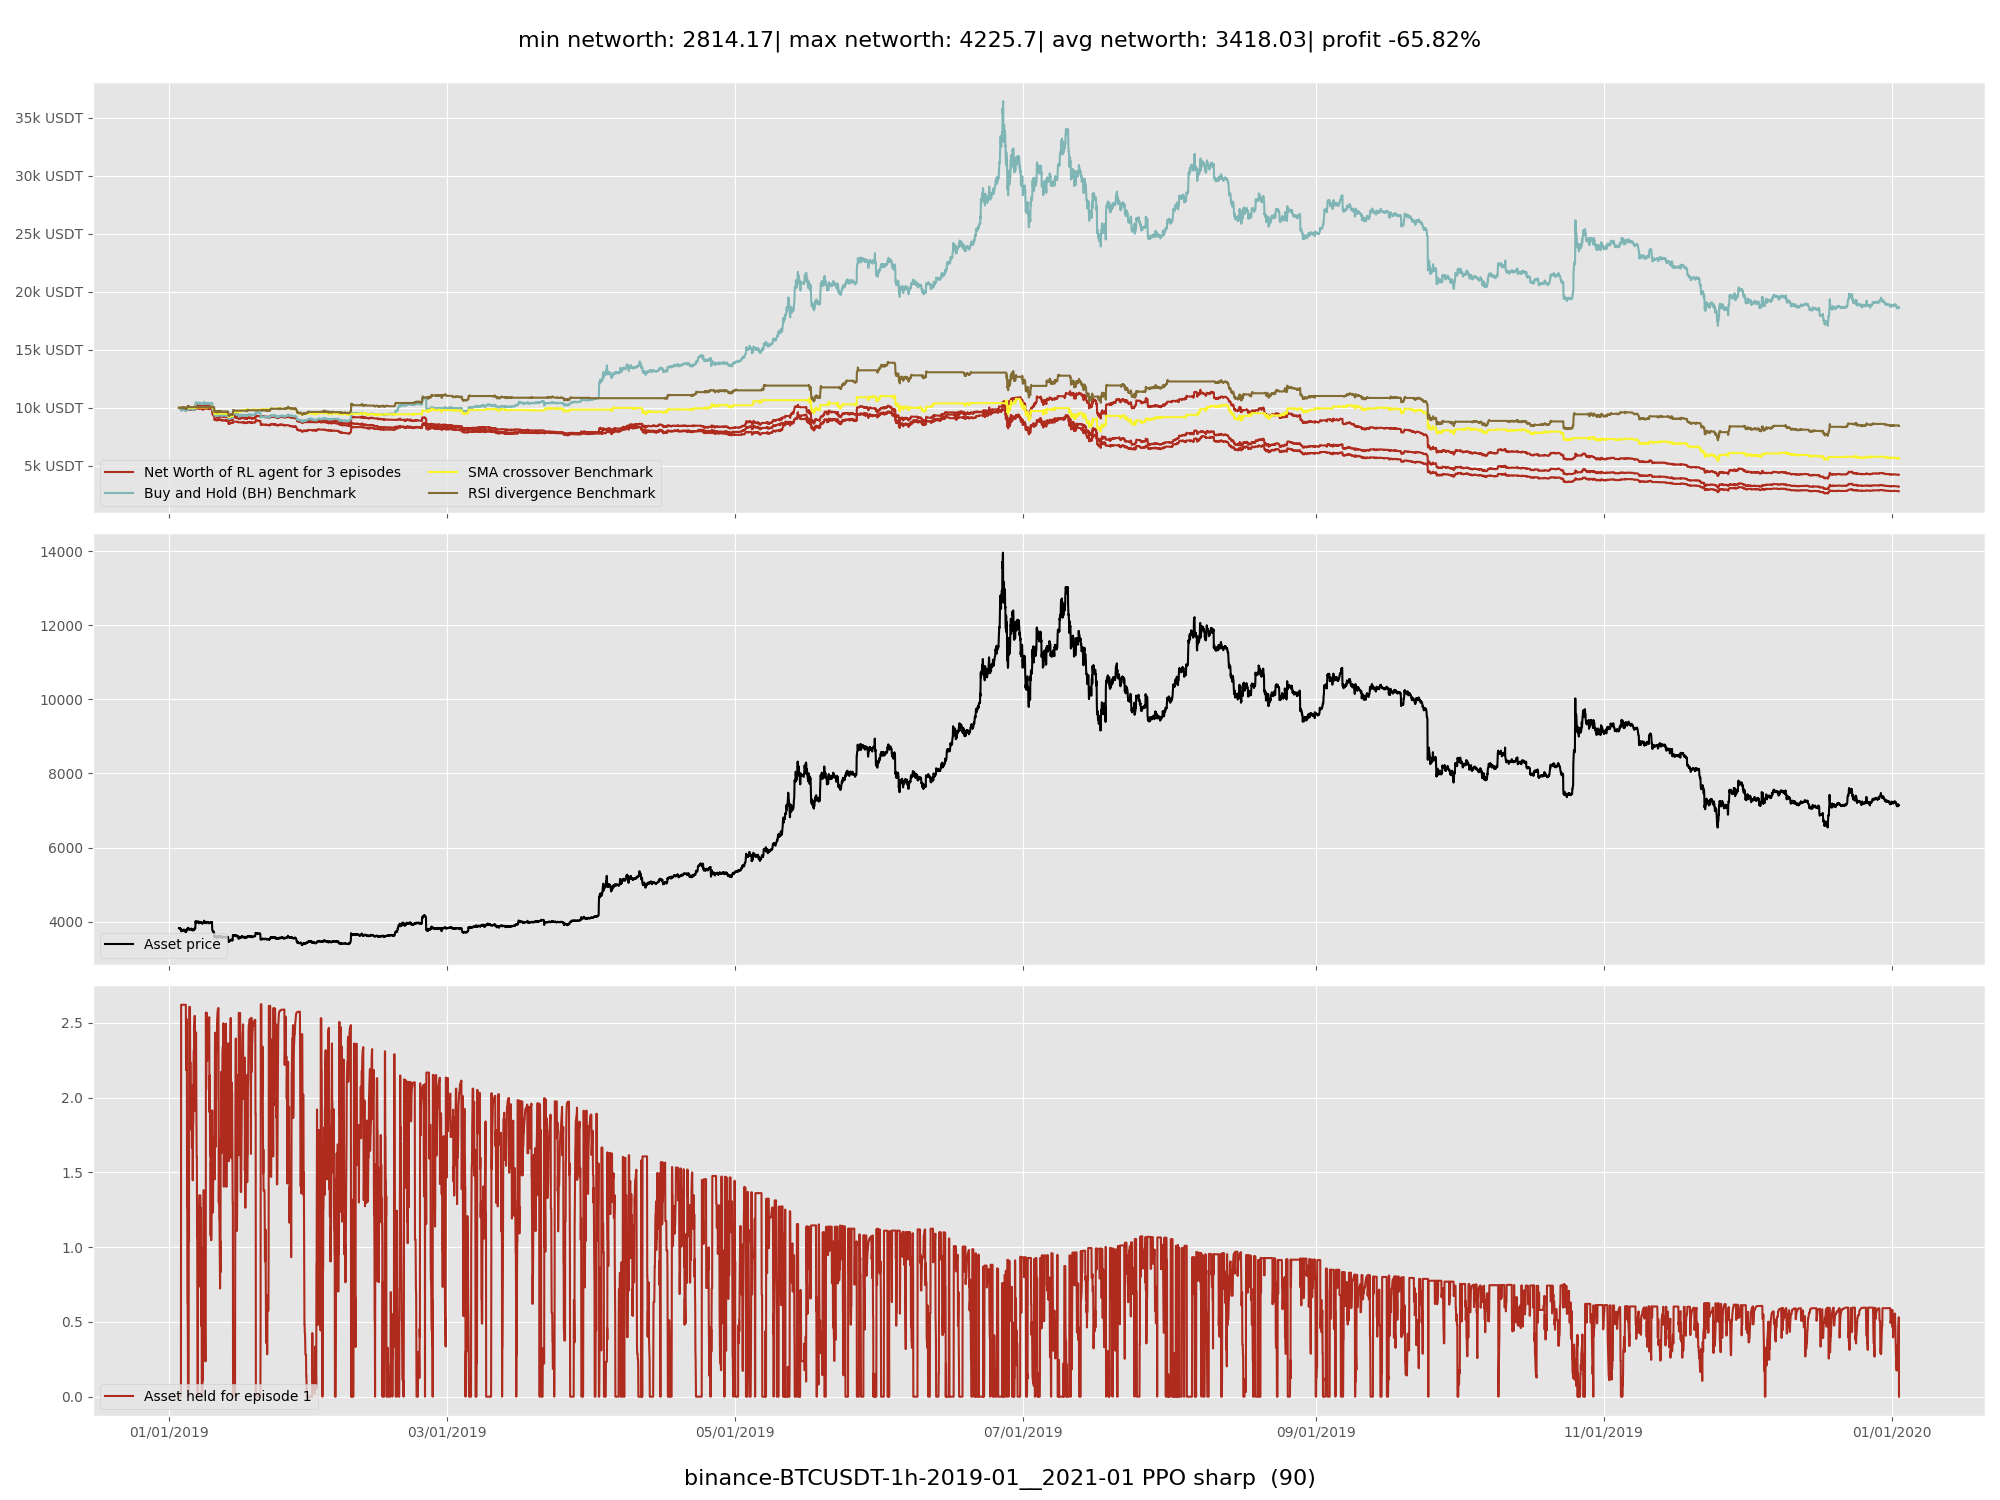 min networth: 2814.17| max networth: 4225.7| avg networth: 3418.03| profit -65.82%
35k USDT
30k USDT
25k USDT
20k USDT
15k USDT
10k USDT
5k USDT
Net Worth of RL agent for 3 episodes
Buy and Hold (BH) Benchmark
SMA crossover Benchmark
RSI divergence Benchmark
14000
12000
10000
8000
6000
4000
Asset price
2.5
2.0
1.5
1.0
0.5
0.0
Asset held for episode 1
01/01/2019 03/01/2019 05/01/2019 07/01/2019 09/01/2019 11/01/2019 01/01/2020
binance-BTCUSDT-1h-2019-01__2021-01 PPO sharp (90)